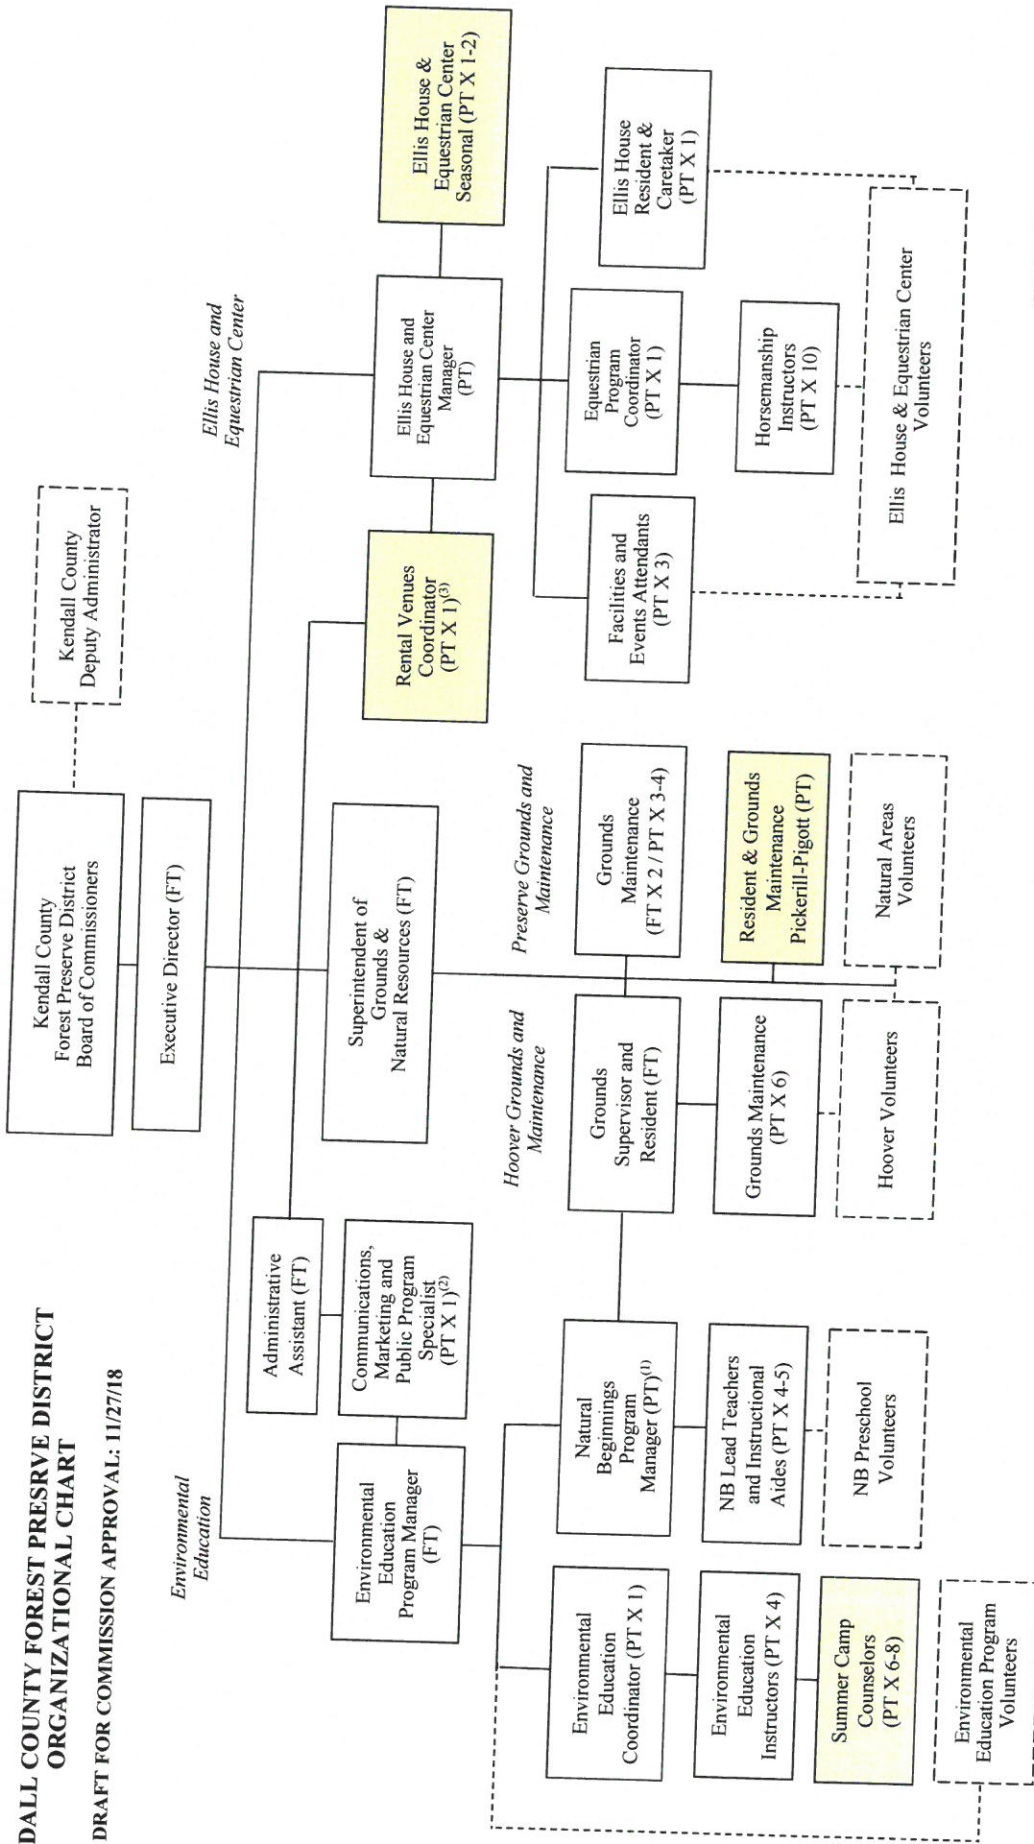 DALL COUNTY FOREST PRESRVE DISTRICT
ORGANIZATIONAL CHART
DRAFT FOR COMMISSION APPROVAL: 11/27/18
Kendall County
Forest Preserve District
Board of Commissioners
Kendall County
Deputy Administrator
Executive Director (FT)
Environmental
Education
Ellis House and
Equestrian Center
Administrative
Assistant (FT)
Environmental
Education
Program Manager
(FT)
Communications,
Marketing and
Public Program
Specialist
(PT X 1)(2)
Superintendent of
Grounds &
Natural Resources (FT)
Rental Venues
Coordinator
(PT X 1)(3)
Ellis House and
Equestrian Center
Manager
(PT)
Ellis House &
Equestrian Center
Seasonal (PT X 1-2)
Hoover Grounds and
Maintenance
Preserve Grounds and
Maintenance
Environmental
Education
Coordinator (PT X 1)
Natural
Beginnings
Program
Manager (PT)(1)
Grounds
Supervisor and
Resident (FT)
Grounds
Maintenance
(FT X 2 / PT X 3-4)
Facilities and
Events Attendants
(PT X 3)
Equestrian
Program
Coordinator
(PT X 1)
Ellis House
Resident &
Caretaker
(PT X 1)
Environmental
Education
Instructors (PT X 4)
NB Lead Teachers
and Instructional
Aides (PT X 4-5)
Grounds Maintenance
(PT X 6)
Resident & Grounds
Maintenance
Pickerill-Pigott (PT)
Horsemanship
Instructors
(PT X 10)
Summer Camp
Counselors
(PT X 6-8)
NB Preschool
Volunteers
Hoover Volunteers
Natural Areas
Volunteers
Ellis House & Equestrian Center
Volunteers
Environmental
Education Program
Volunteers